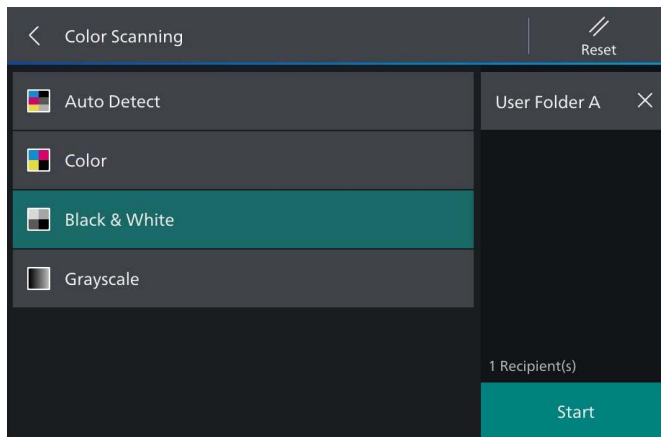 Color Scanning
Reset
Auto Detect
Color
Black & White
Grayscale
User Folder A
1 Recipient(s)
Start